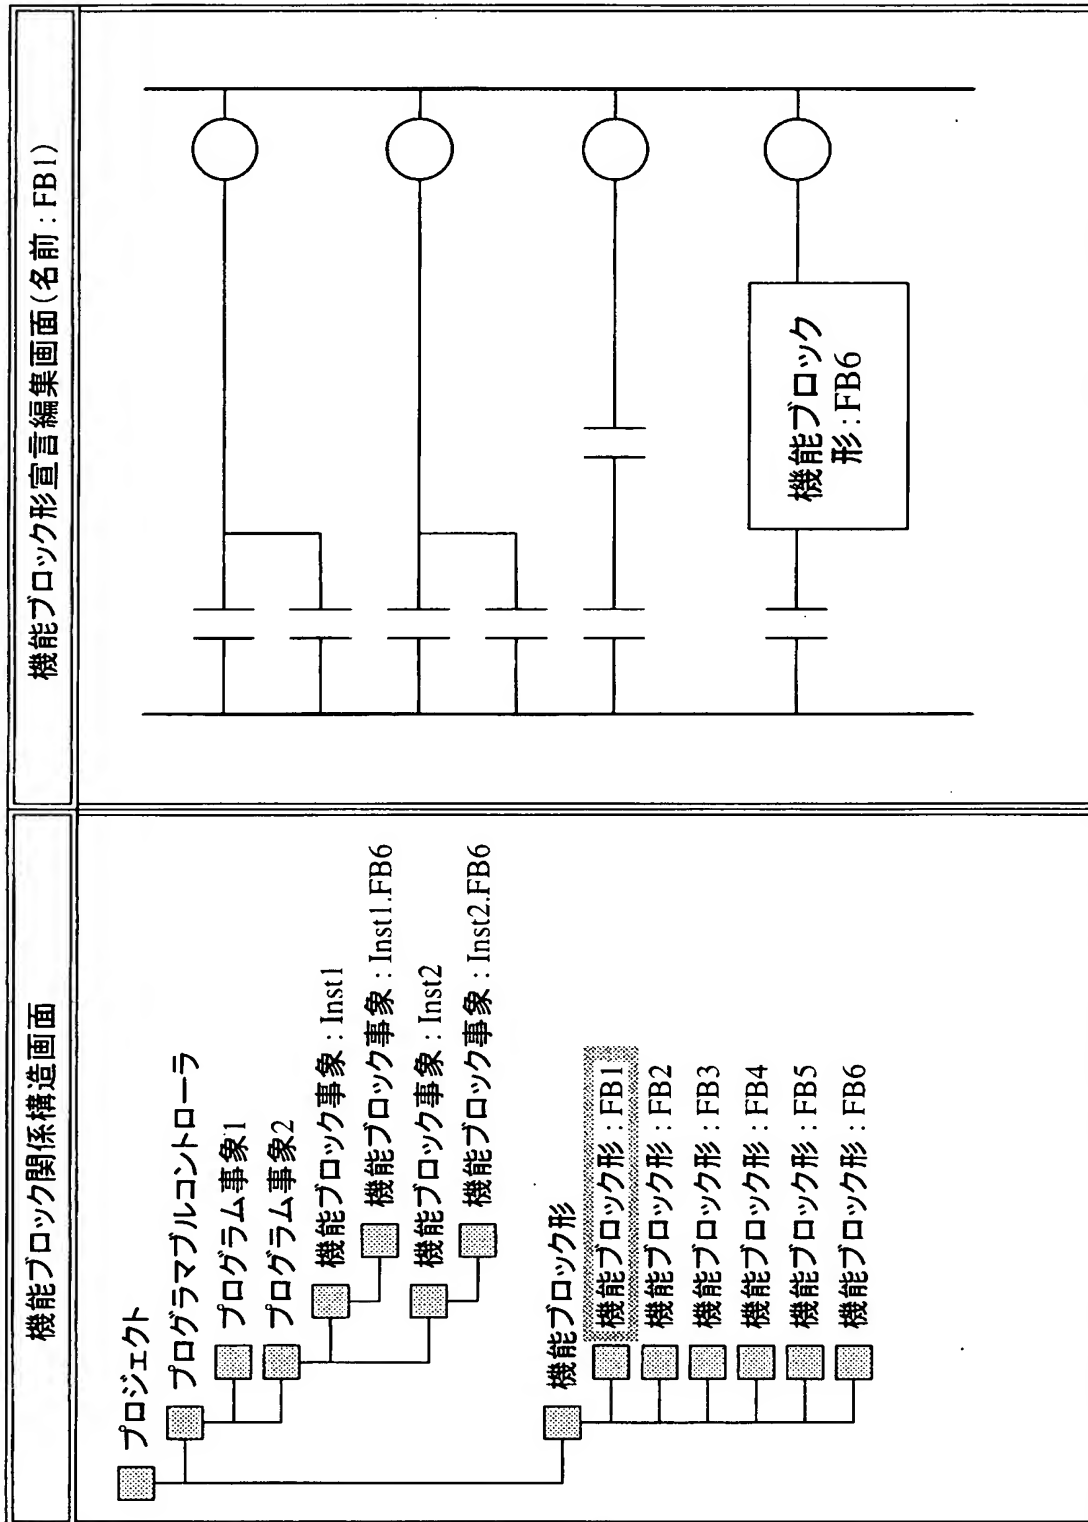 機能ブロック関係構造画面
プロジェクト
プログラマブルコントローラ
プログラム事象1
プログラム事象2
機能ブロック事象:Inst1
機能ブロック事象:Inst1.FB6
機能ブロック事象:Inst2
機能ブロック事象:Inst2.FB6
機能ブロック形
機能ブロック形:FB1
機能ブロック形:FB2
機能ブロック形:FB3
機能ブロック形:FB4
機能ブロック形:FB5
機能ブロック形:FB6
機能ブロック形宣言編集画面(名前:FB1)
機能ブロック
形:FB6